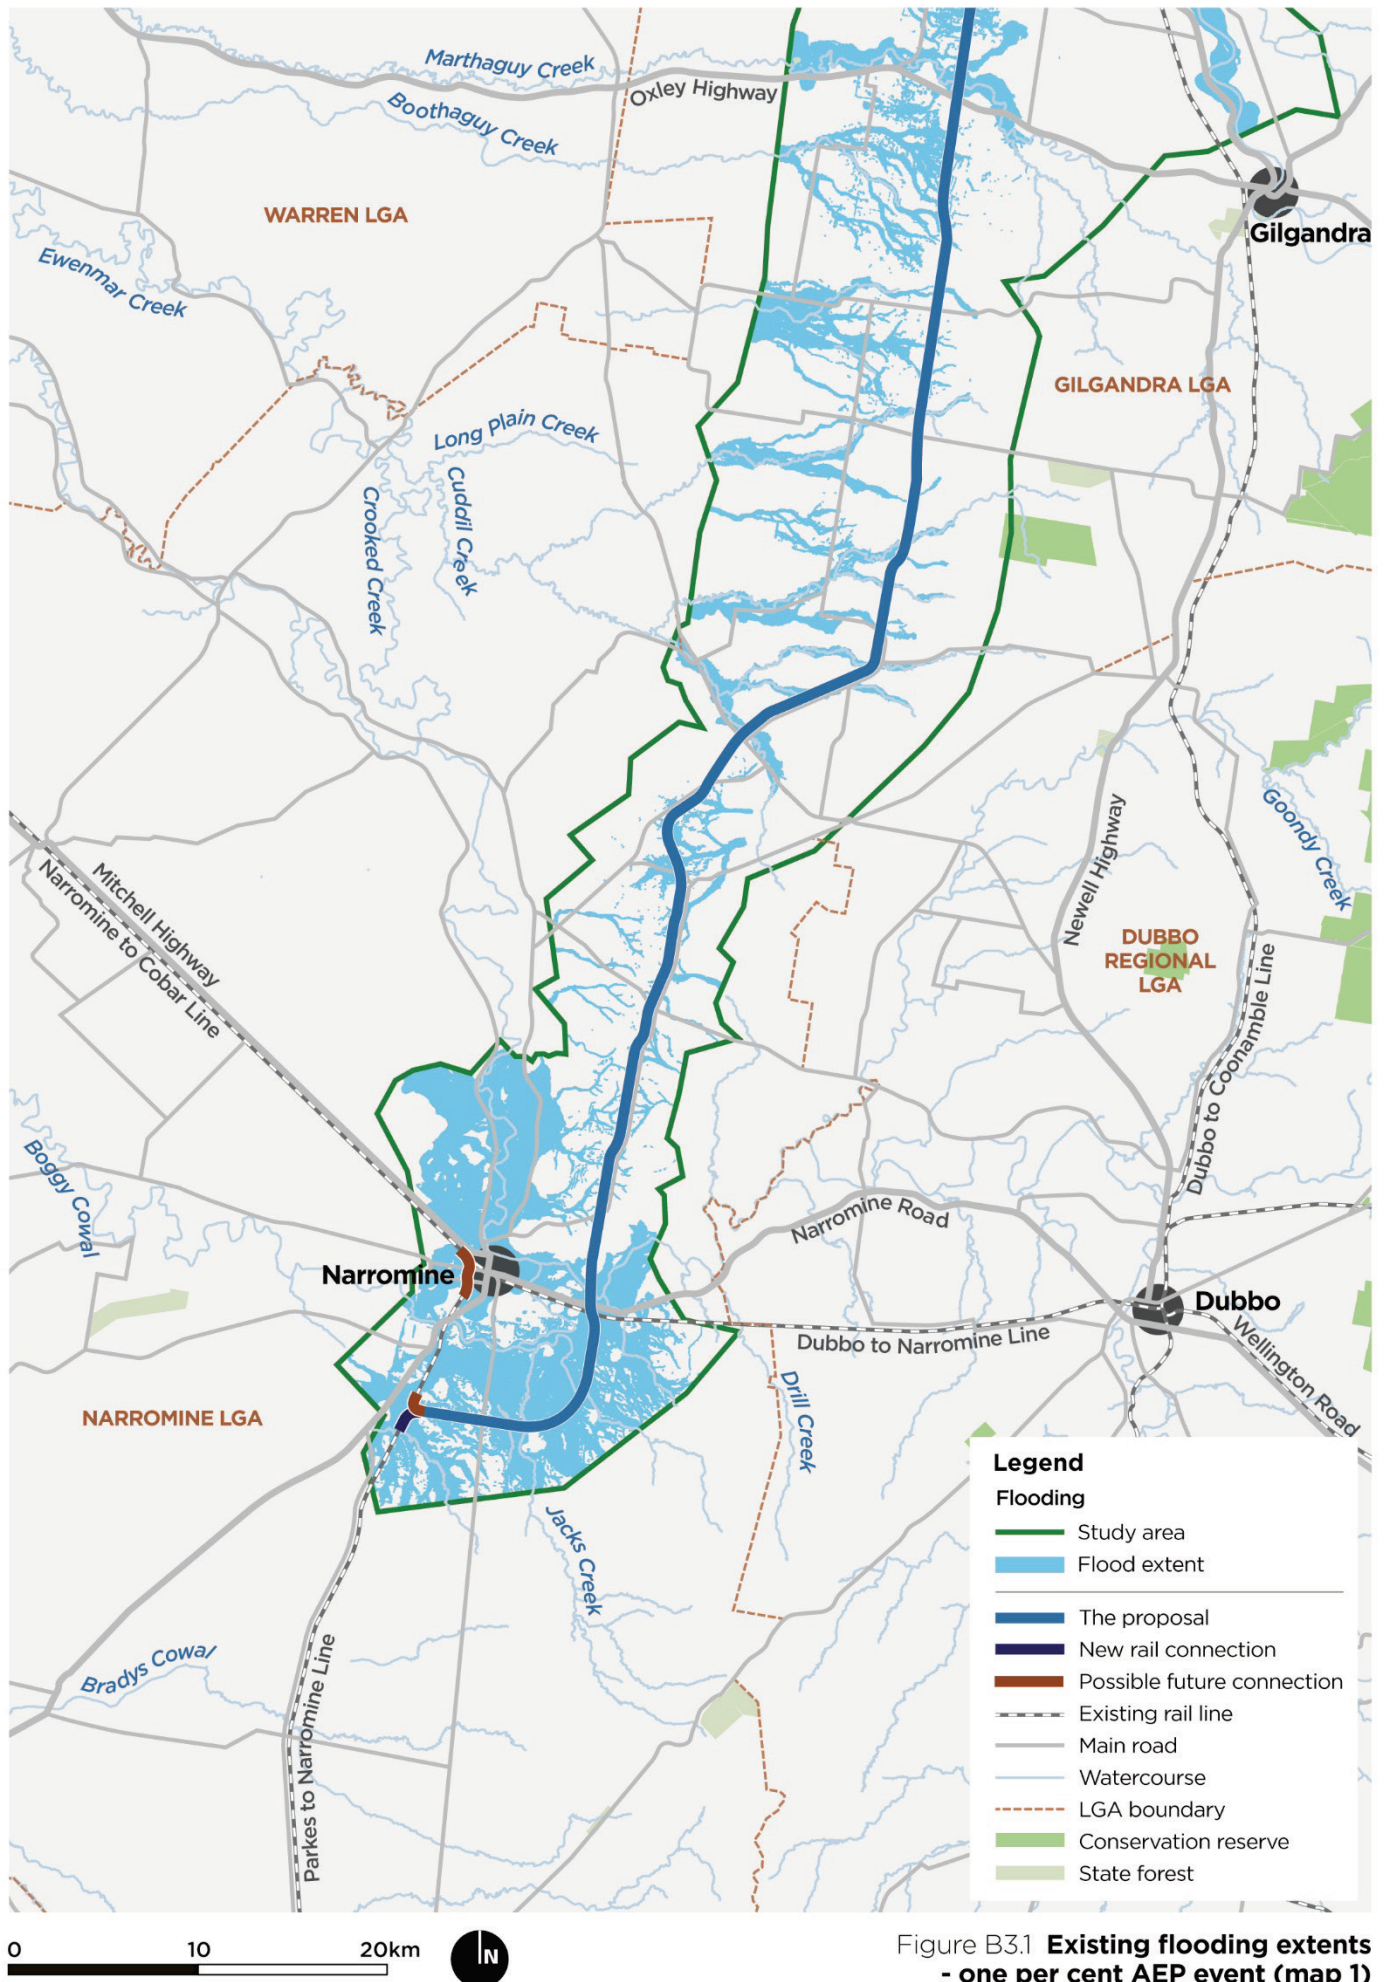 Marthaguy Creek
Oxley Highway
Boothaguy Creek
WARREN LGA
Gilgandra
Ewenmar Creek
GILGANDRA LGA
Long Plain Creek
Cuddil Creek
Crooked Creek
Goondy Creek
Newell Highway
Mitchell Highway
Narromine to Cobar Line
DUBBO
REGIONAL
LGA
Dubbo to Coonamble Line
Boggy Cowal
Narromine Road
Narromine
Dubbo
Dubbo to Narromine Line
Wellington Road
Drill Creek
NARROMINE LGA
Jacks Creek
Bradys Cowal
Parkes to Narromine Line
Legend
Flooding
Study area
Flood extent
The proposal
New rail connection
Possible future connection
Existing rail line
Main road
Watercourse
LGA boundary
Conservation reserve
State forest
0 10 20km
N
Figure B3.1 Existing flooding extents
- one per cent AEP event (map 1)